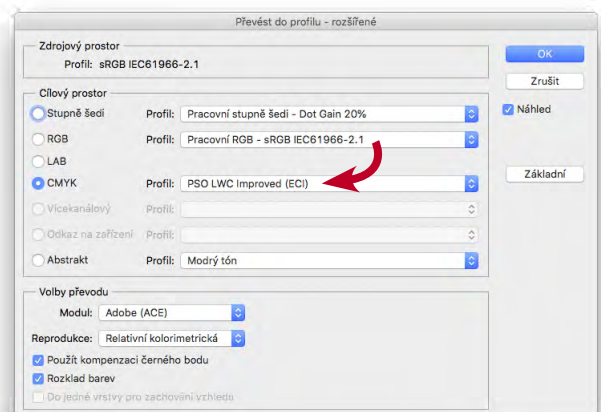 Převést do profilu - rozšířené
Zdrojový prostor
Profil: sRGB IEC61966-2.1
OK
Zrušit
Náhled
Základní
Cílový prostor
Stupně šedi Profil: Pracovní stupně šedi - Dot Gain 20%
RGB Profil: Pracovní RGB - sRGB IEC61966-2.1
LAB
CMYK Profil: PSO LWC Improved (ECI)
Vícekanálový Profil:
Odkaz na zařízení Profil:
Abstrakt Profil: Modrý tón
Volby převodu
Modul: Adobe (ACE)
Reprodukce: Relativní kolorimetrická
Použít kompenzaci černého bodu
Rozklad barev
Do jedné vrstvy pro zachování vzhledu